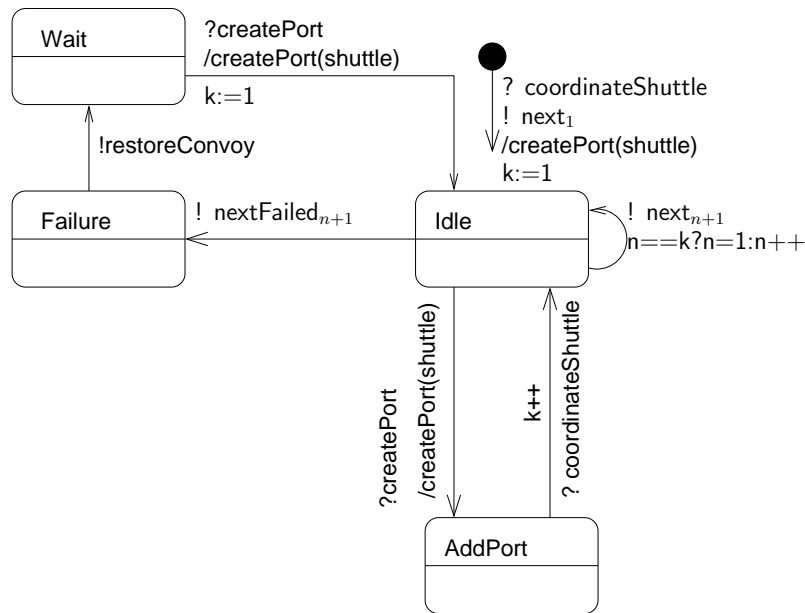 Wait
?createPort
/createPort(shuttle)
k:=1
? coordinateShuttle
! next₁
/createPort(shuttle)
k:=1
!restoreConvoy
Failure
! nextFailedₙ₊₁
Idle
! nextₙ₊₁
n==k?n=1:n++
?createPort
/createPort(shuttle)
k++
? coordinateShuttle
AddPort